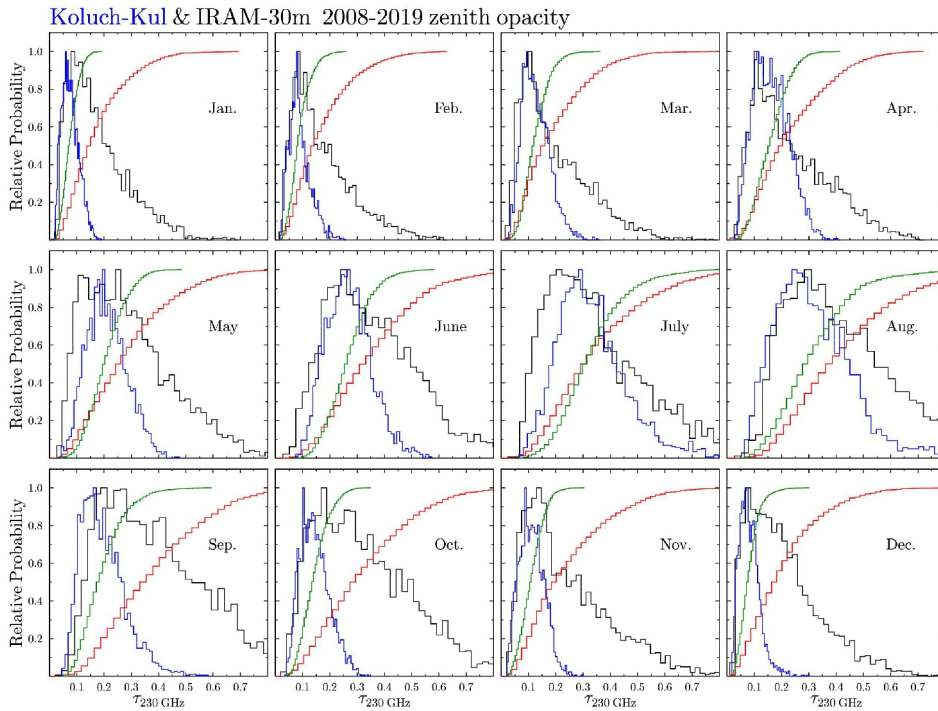 Koluch-Kul & IRAM-30m 2008-2019 zenith opacity
Relative Probability
1.0
0.8
0.6
0.4
0.2
Jan.
Feb.
Mar.
Apr.
Relative Probability
1.0
0.8
0.6
0.4
0.2
May
June
July
Aug.
Relative Probability
1.0
0.8
0.6
0.4
0.2
Sep.
Oct.
Nov.
Dec.
0.1 0.2 0.3 0.4 0.5 0.6 0.7
0.1 0.2 0.3 0.4 0.5 0.6 0.7
0.1 0.2 0.3 0.4 0.5 0.6 0.7
0.1 0.2 0.3 0.4 0.5 0.6 0.7
τ230 GHz
τ230 GHz
τ230 GHz
τ230 GHz